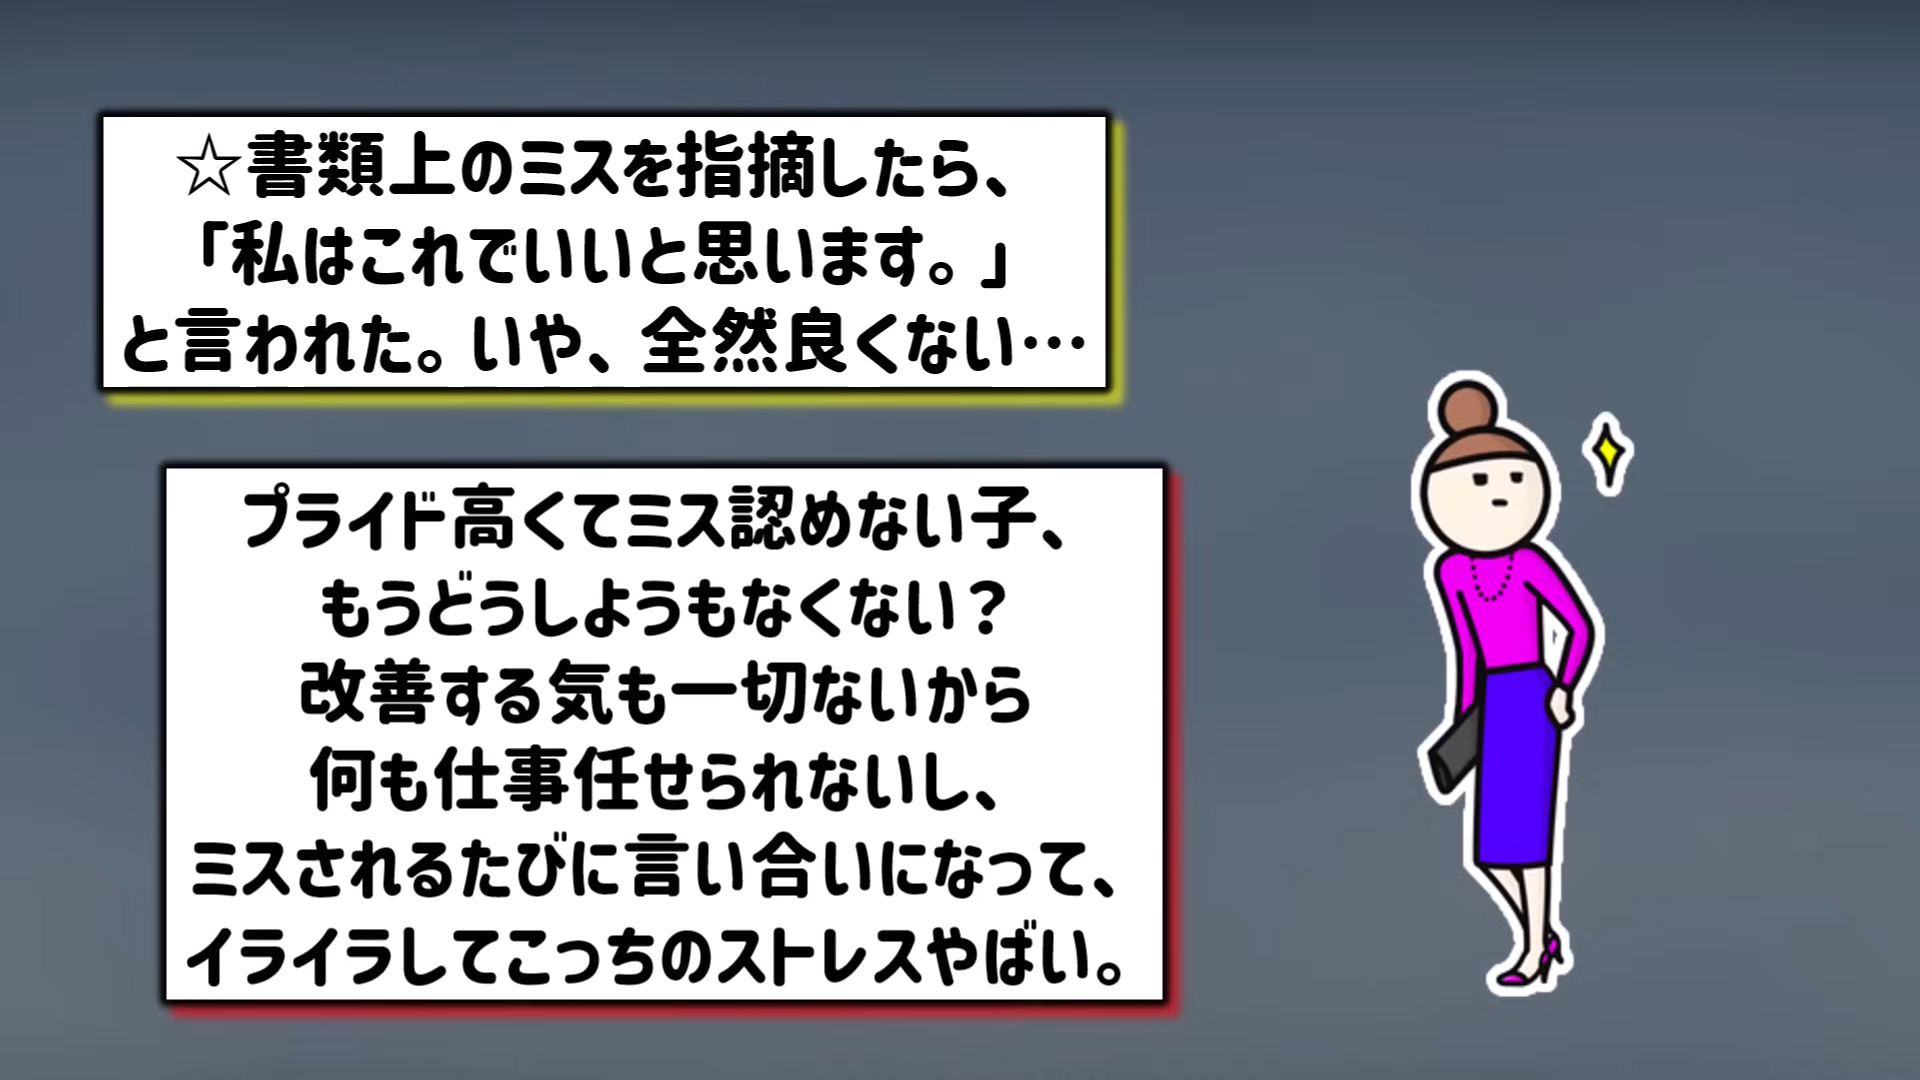 ☆書類上のミスを指摘したら、
「私はこれでいいと思います。」
と言われた。いや、全然良くない…
プライド高くてミス認めない子、
もうどうしようもなくない？
改善する気も一切ないから
何も仕事任せられないし、
ミスされるたびに言い合いになって、
イライラしてこっちのストレスやばい。